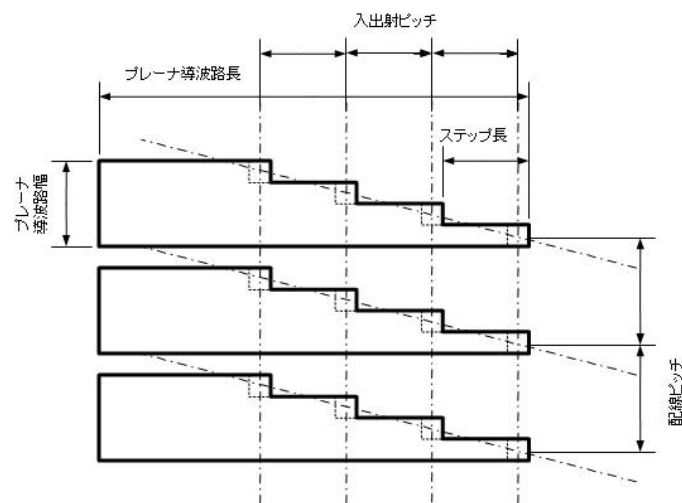 入出射ピッチ
プレーナ導波路長
ステップ長
プレーナ
導波路幅
配線ピッチ